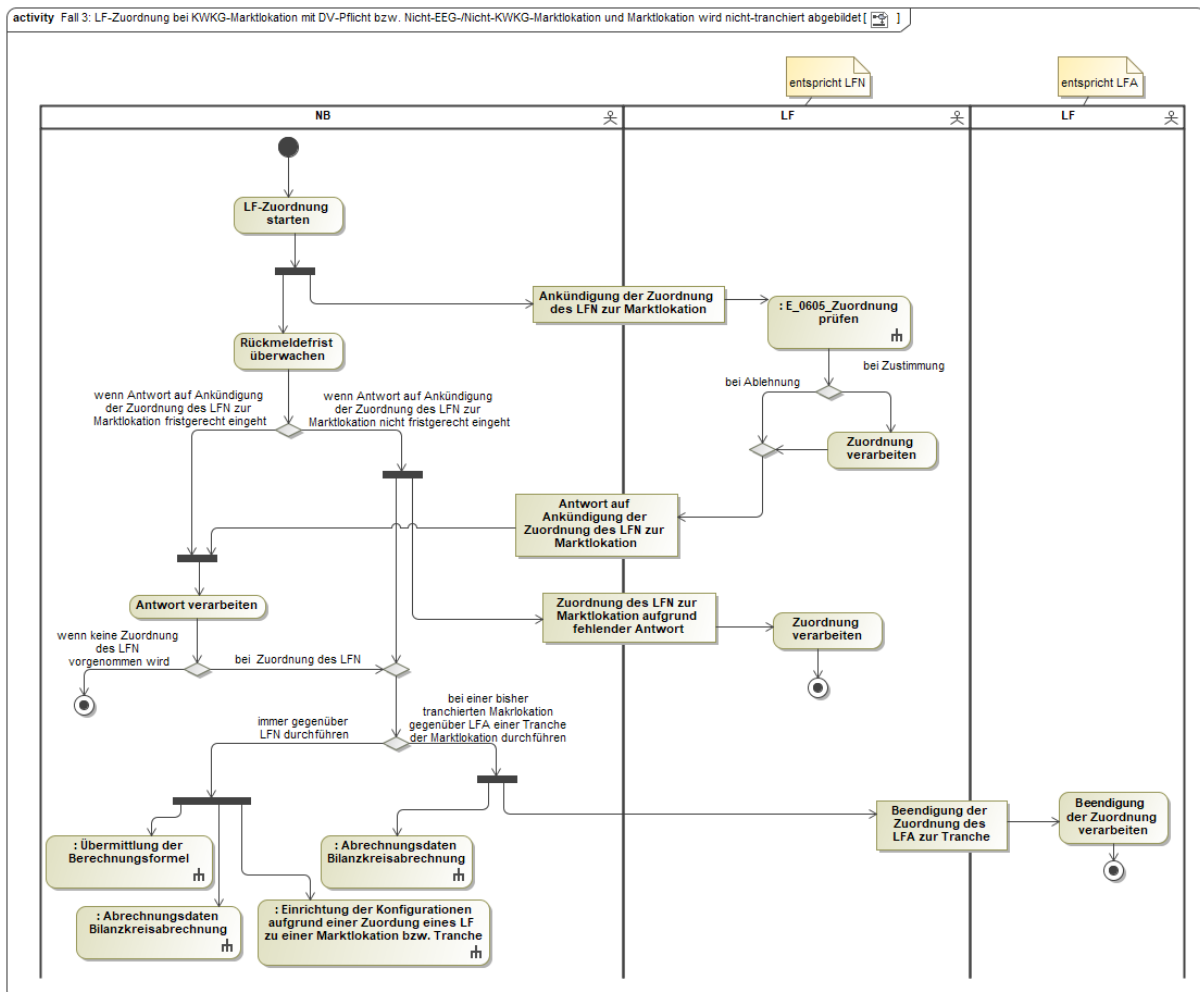 activity Fall 3: LF-Zuordnung bei KWKG-Marktlokation mit DV-Pflicht bzw. Nicht-EEG-/Nicht-KWKG-Marktlokation und Marktlokation wird nicht-tranchiert abgebildet [ ]
entspricht LFN
entspricht LFA
NB
LF
LF
LF-Zuordnung
starten
Ankündigung der Zuordnung
des LFN zur Marktlokation
: E_0605_Zuordnung
prüfen
Rückmeldefrist
überwachen
bei Zustimmung
bei Ablehnung
wenn Antwort auf Ankündigung
der Zuordnung des LFN zur
Marktlokation fristgerecht eingeht
wenn Antwort auf Ankündigung
der Zuordnung des LFN zur
Marktlokation nicht fristgerecht eingeht
Zuordnung
verarbeiten
Antwort auf
Ankündigung der
Zuordnung des LFN zur
Marktlokation
Antwort verarbeiten
Zuordnung des LFN zur
Marktlokation aufgrund
fehlender Antwort
Zuordnung
verarbeiten
wenn keine Zuordnung
des LFN
vorgenommen wird
bei Zuordnung des LFN
immer gegenüber
LFN durchführen
bei einer bisher
tranchierten Makrlokation
gegenüber LFA einer Tranche
der Marktlokation durchführen
Beendigung der
Zuordnung des
LFA zur Tranche
Beendigung
der Zuordnung
verarbeiten
: Übermittlung der
Berechnungsformel
: Abrechnungsdaten
Bilanzkreisabrechnung
: Abrechnungsdaten
Bilanzkreisabrechnung
: Einrichtung der Konfigurationen
aufgrund einer Zuordung eines LF
zu einer Marktlokation bzw. Tranche